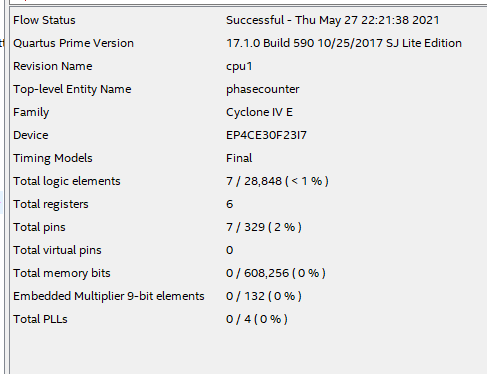 Flow Status Successful - Thu May 27 22:21:38 2021
Quartus Prime Version 17.1.0 Build 590 10/25/2017 SJ Lite Edition
Revision Name cpu1
Top-level Entity Name phasecounter
Family Cyclone IV E
Device EP4CE30F23I7
Timing Models Final
Total logic elements 7 / 28,848 ( < 1 % )
Total registers 6
Total pins 7 / 329 ( 2 % )
Total virtual pins 0
Total memory bits 0 / 608,256 ( 0 % )
Embedded Multiplier 9-bit elements 0 / 132 ( 0 % )
Total PLLs 0 / 4 ( 0 % )